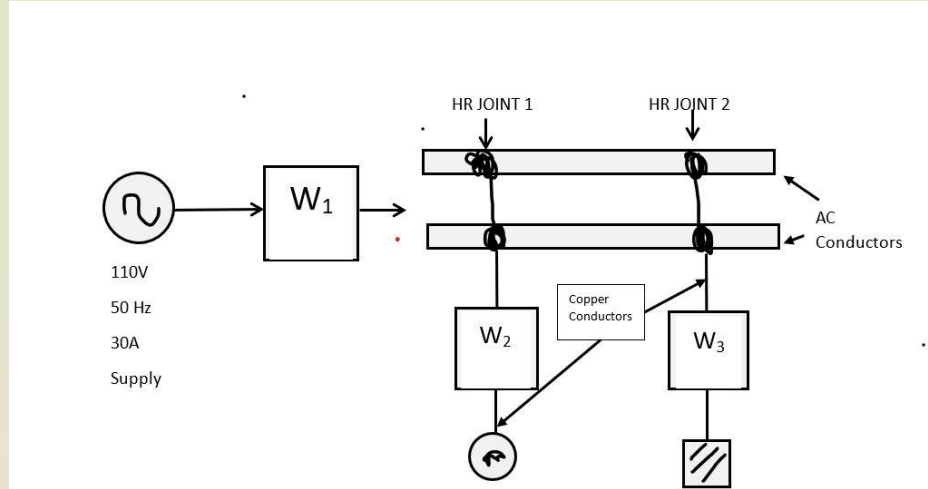 HR JOINT 1
HR JOINT 2
W1
AC
Conductors
110V
50 Hz
30A
Supply
Copper
Conductors
W2
W3